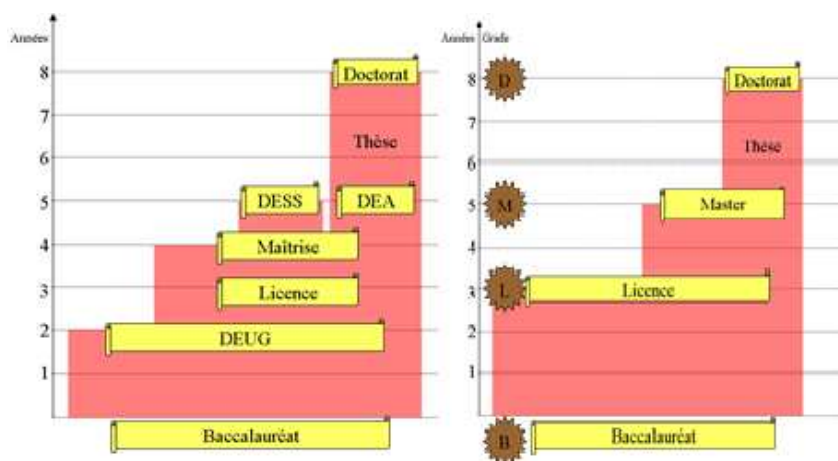 Années
8
Doctorat
7
Thèse
6
5
DESS
DEA
4
Maîtrise
3
Licence
2
DEUG
1
Baccalauréat
Années Grade
8
D
Doctorat
7
Thèse
6
5
M
Master
4
3
L
Licence
2
1
B
Baccalauréat